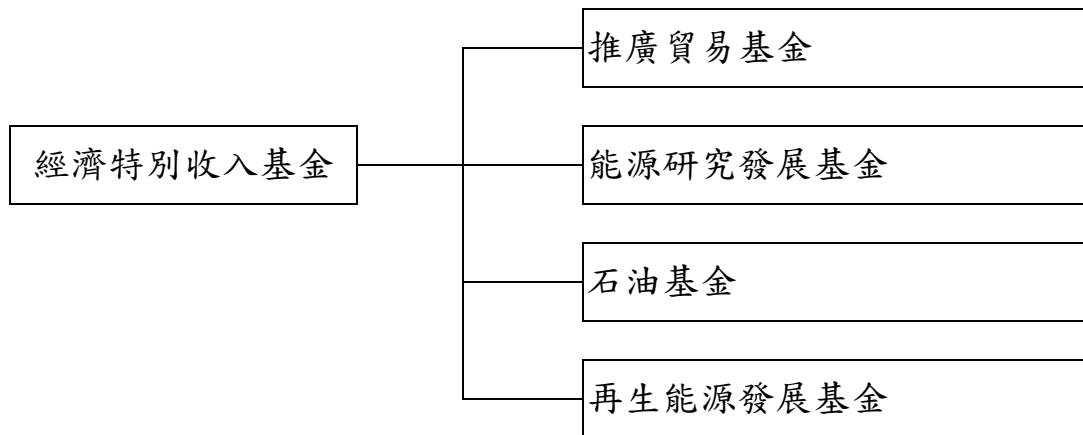 經濟特別收入基金
推廣貿易基金
能源研究發展基金
石油基金
再生能源發展基金